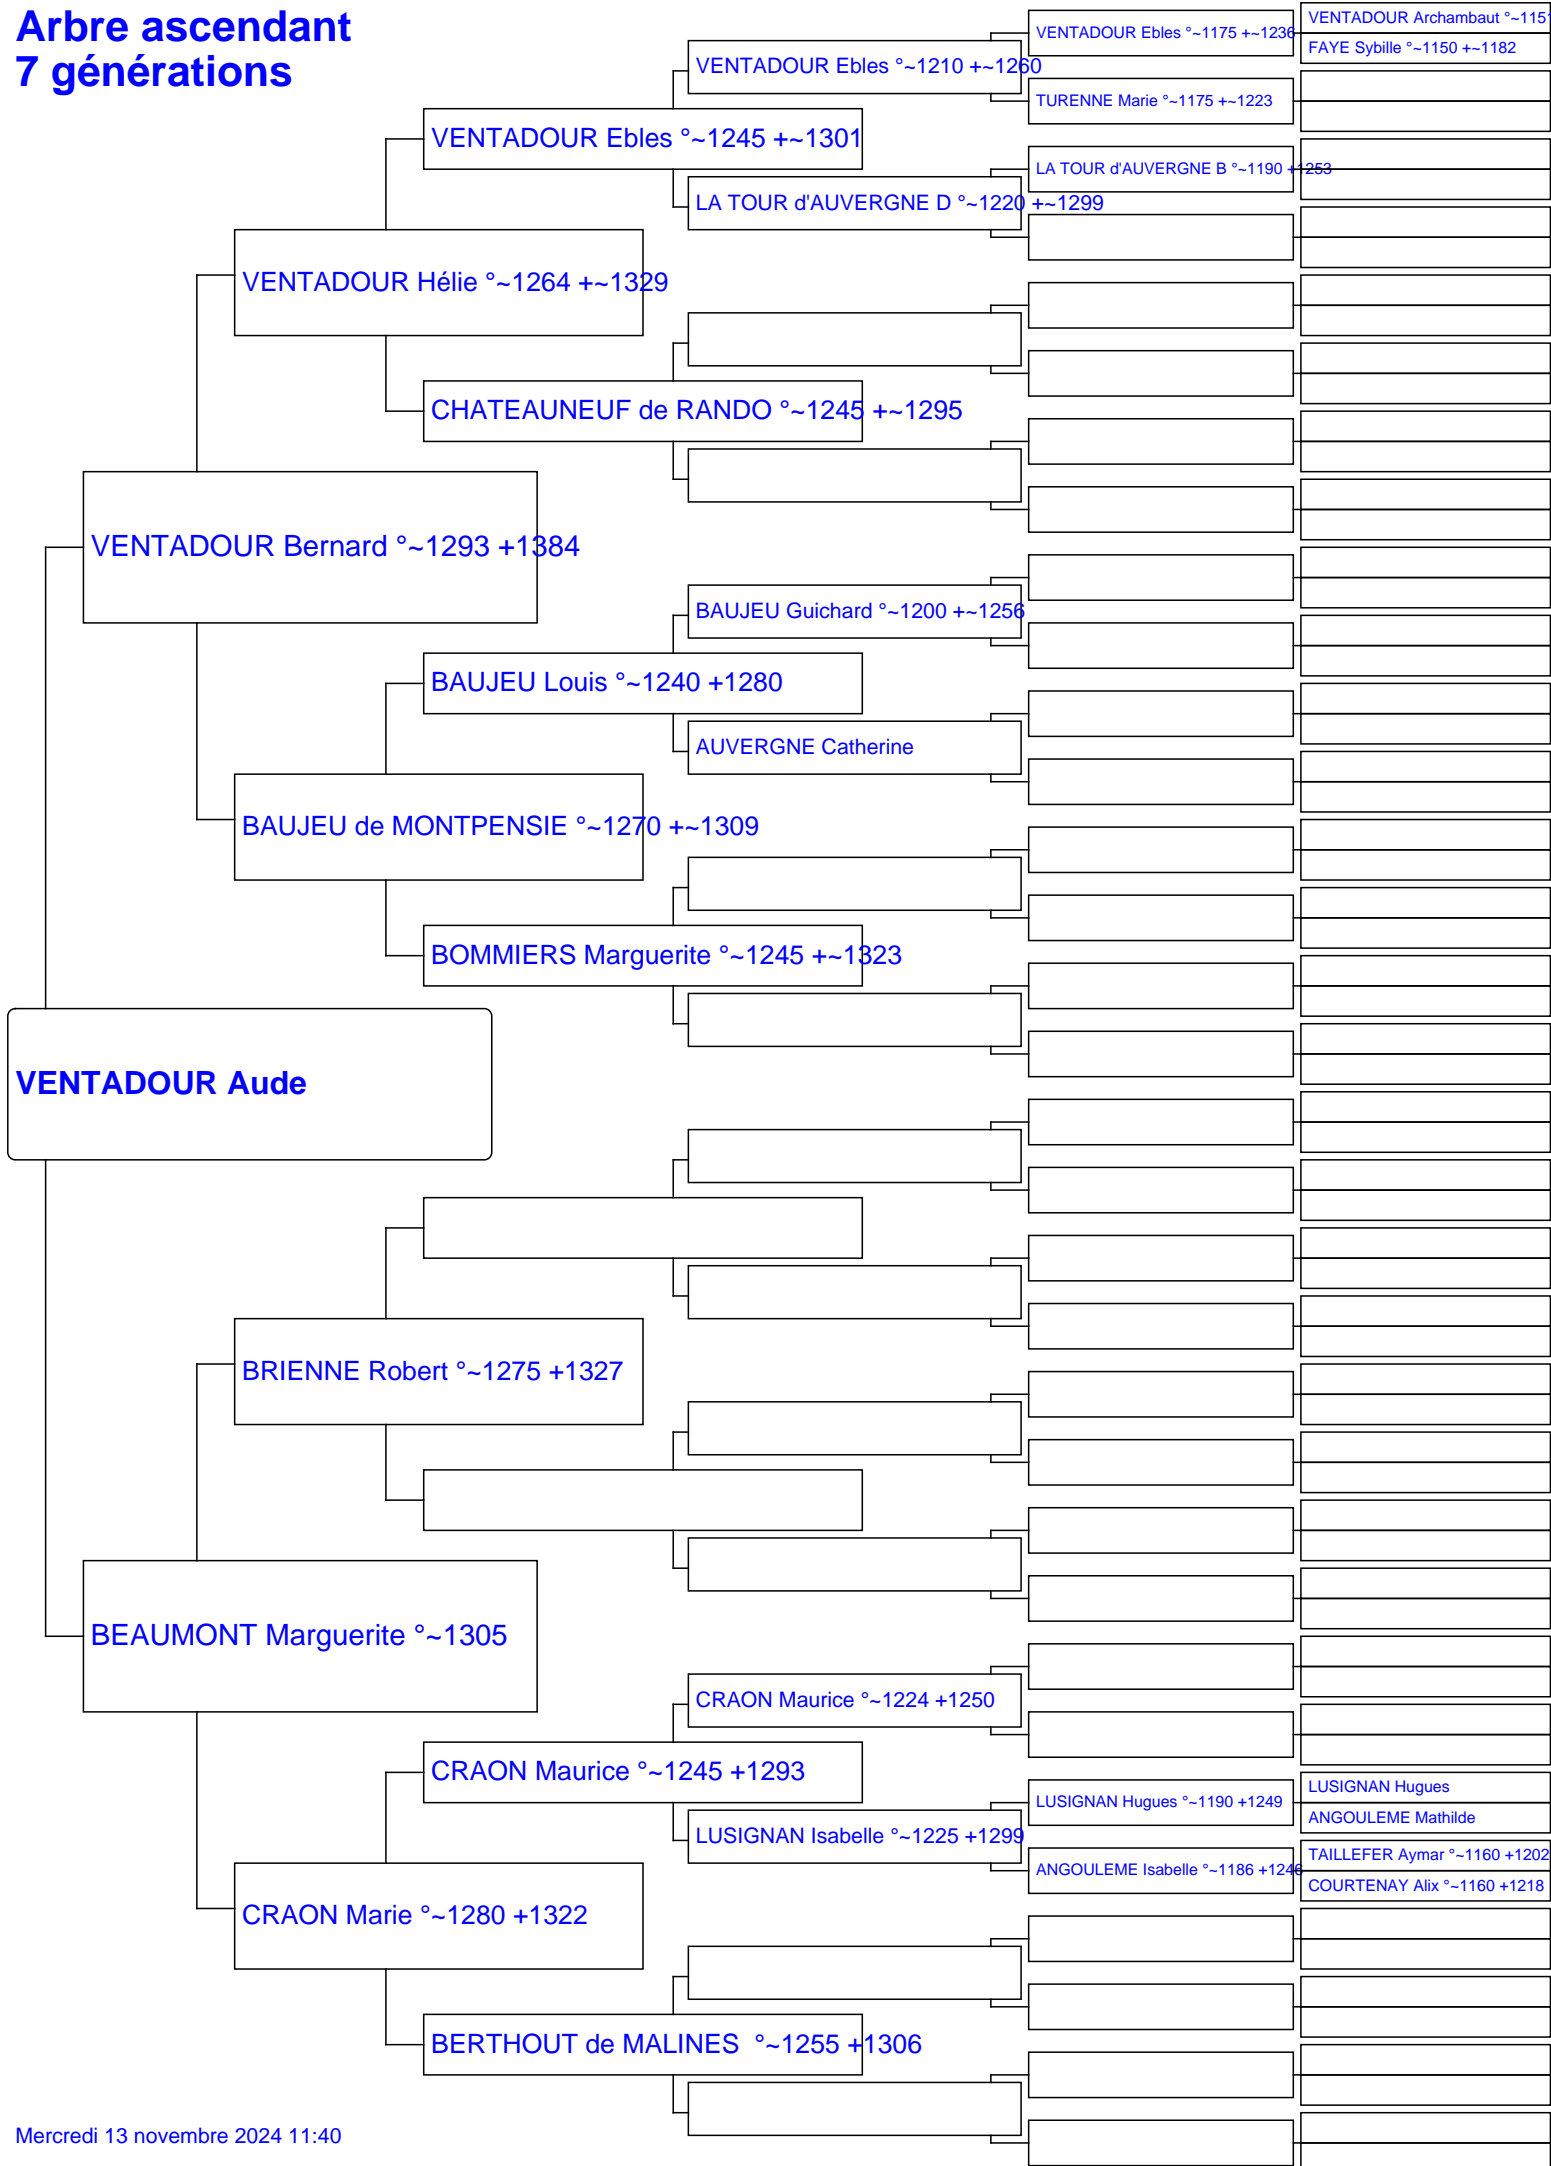 Arbre ascendant
7 générations
VENTADOUR Archambaut °~1151
VENTADOUR Ebles °~1175 +~1236
FAYE Sybille °~1150 +~1182
VENTADOUR Ebles °~1210 +~1260
TURENNE Marie °~1175 +~1223
VENTADOUR Ebles °~1245 +~1301
LA TOUR d'AUVERGNE B °~1190 +1253
LA TOUR d'AUVERGNE D °~1220 +~1299
VENTADOUR Hélie °~1264 +~1329
CHATEAUNEUF de RANDO °~1245 +~1295
VENTADOUR Bernard °~1293 +1384
BAUJEU Guichard °~1200 +~1256
BAUJEU Louis °~1240 +1280
AUVERGNE Catherine
BAUJEU de MONTPENSIE °~1270 +~1309
BOMMIERS Marguerite °~1245 +~1323
VENTADOUR Aude
BRIENNE Robert °~1275 +1327
BEAUMONT Marguerite °~1305
CRAON Maurice °~1224 +1250
CRAON Maurice °~1245 +1293
LUSIGNAN Hugues
LUSIGNAN Hugues °~1190 +1249
ANGOULEME Mathilde
LUSIGNAN Isabelle °~1225 +1299
TAILLEFER Aymar °~1160 +1202
ANGOULEME Isabelle °~1186 +1246
COURTENAY Alix °~1160 +1218
CRAON Marie °~1280 +1322
BERTHOUT de MALINES  °~1255 +1306
Mercredi 13 novembre 2024 11:40